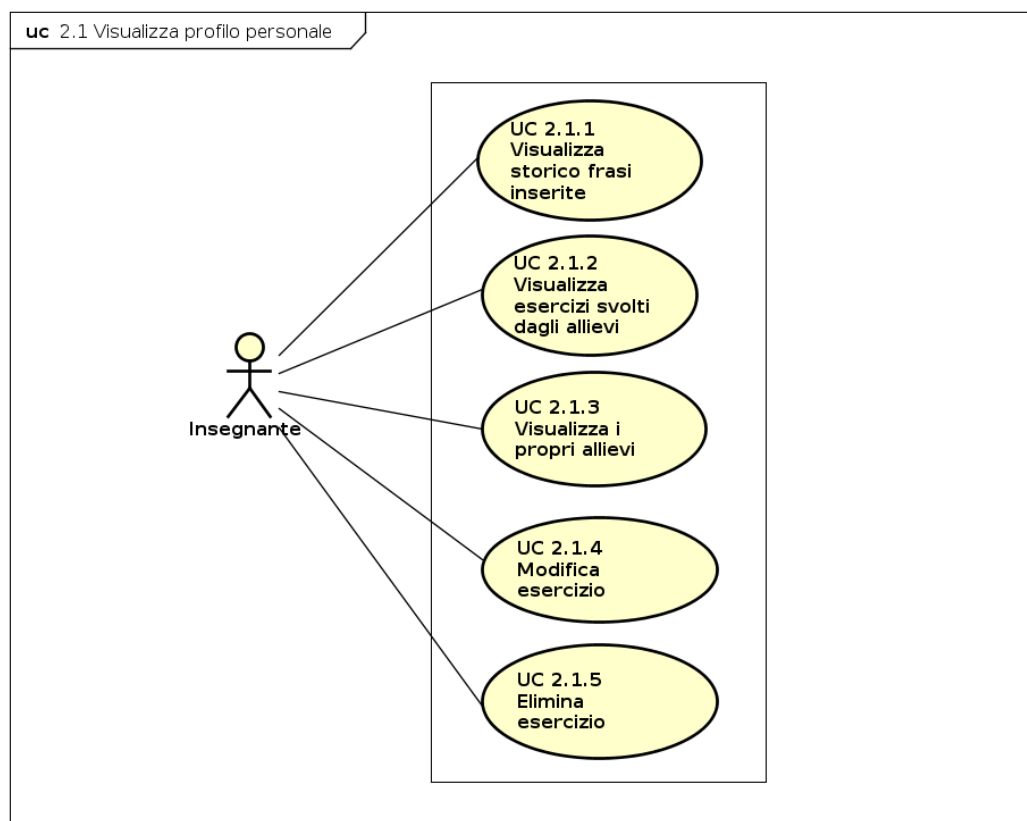 uc 2.1 Visualizza profilo personale
UC 2.1.1
Visualizza
storico frasi
inserite
UC 2.1.2
Visualizza
esercizi svolti
dagli allievi
Insegnante
UC 2.1.3
Visualizza i
propri allievi
UC 2.1.4
Modifica
esercizio
UC 2.1.5
Elimina
esercizio